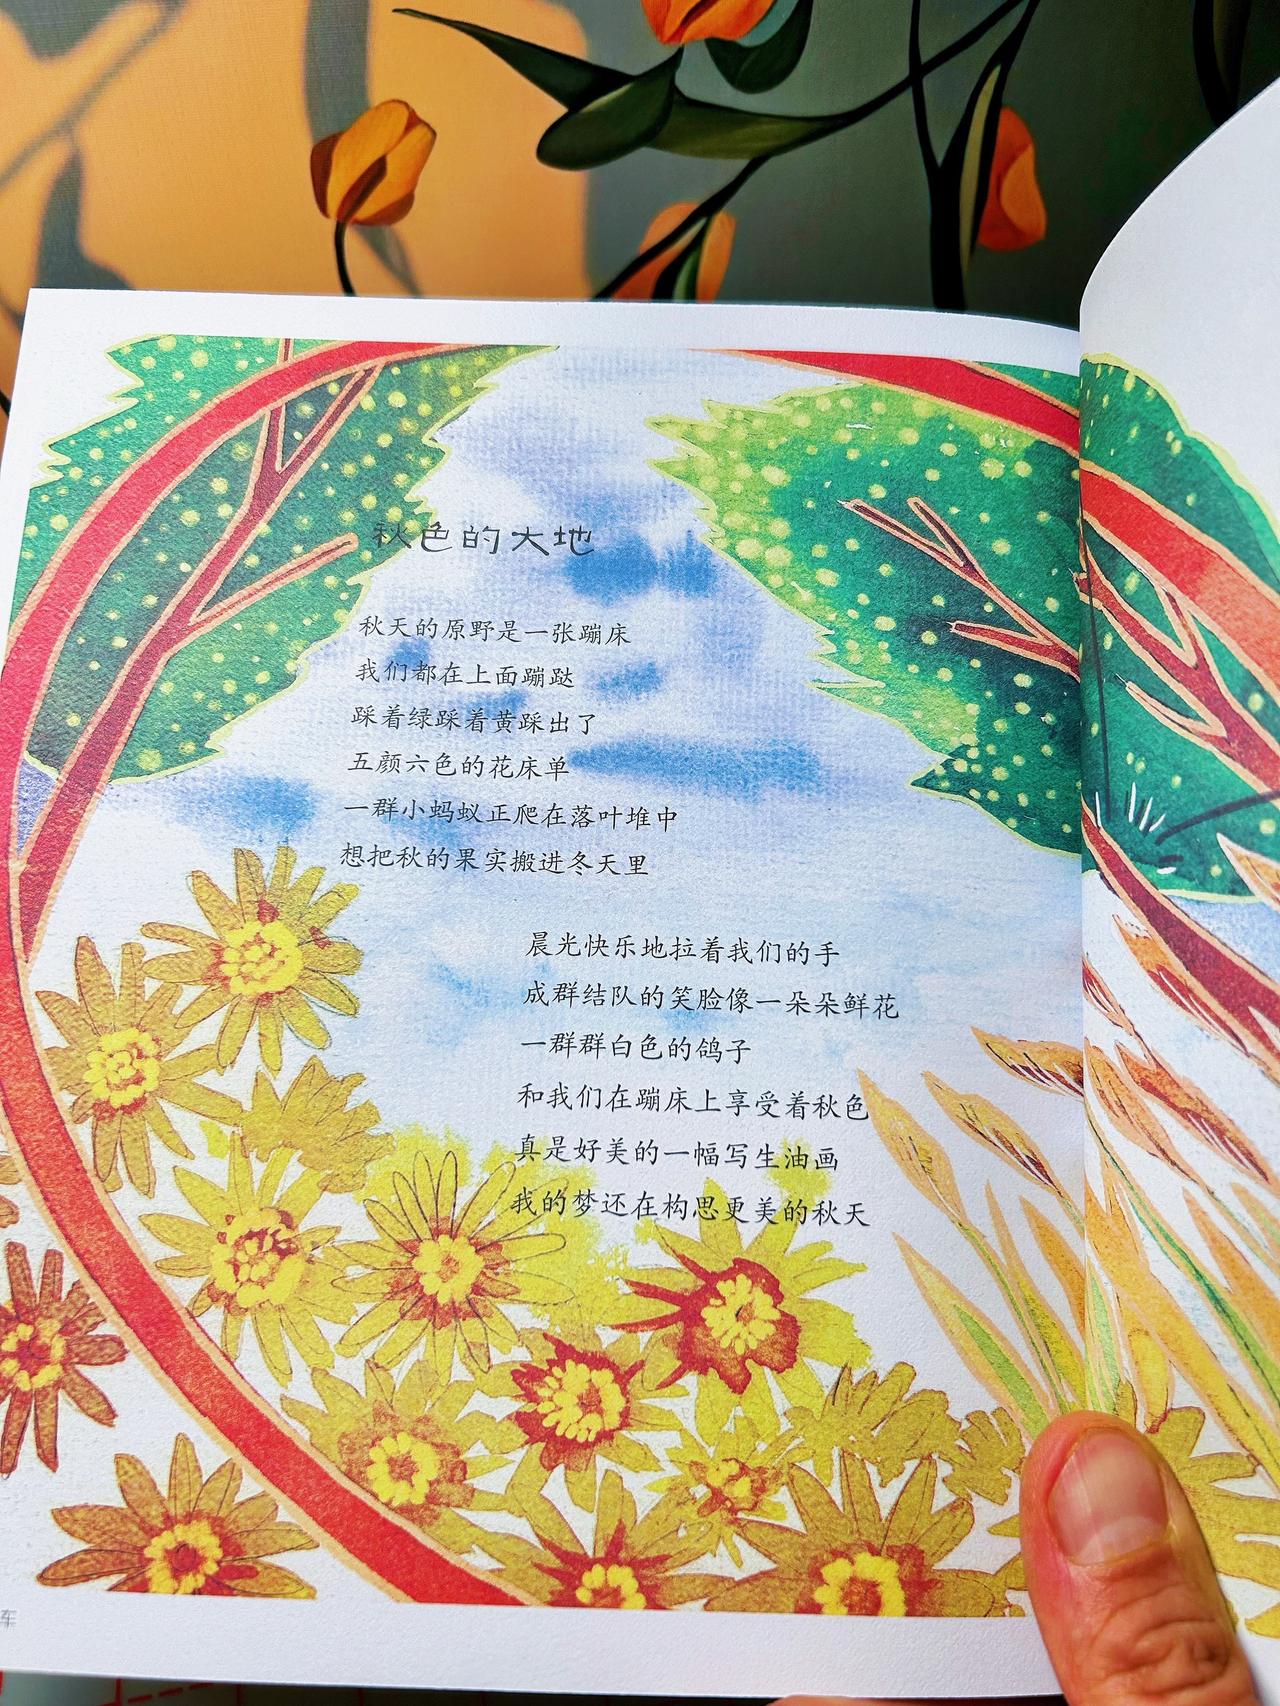 秋色的大地
秋天的原野是一张蹦床
我们都在上面蹦跶
踩着绿踩着黄踩出了
五颜六色的花床单
一群小蚂蚁正爬在落叶堆中
想把秋的果实搬进冬天里
晨光快乐地拉着我们的手
成群结队的笑脸像一朵朵鲜花
一群群白色的鸽子
和我们在蹦床上享受着秋色
真是好美的一幅写生油画
我的梦还在构思更美的秋天
车